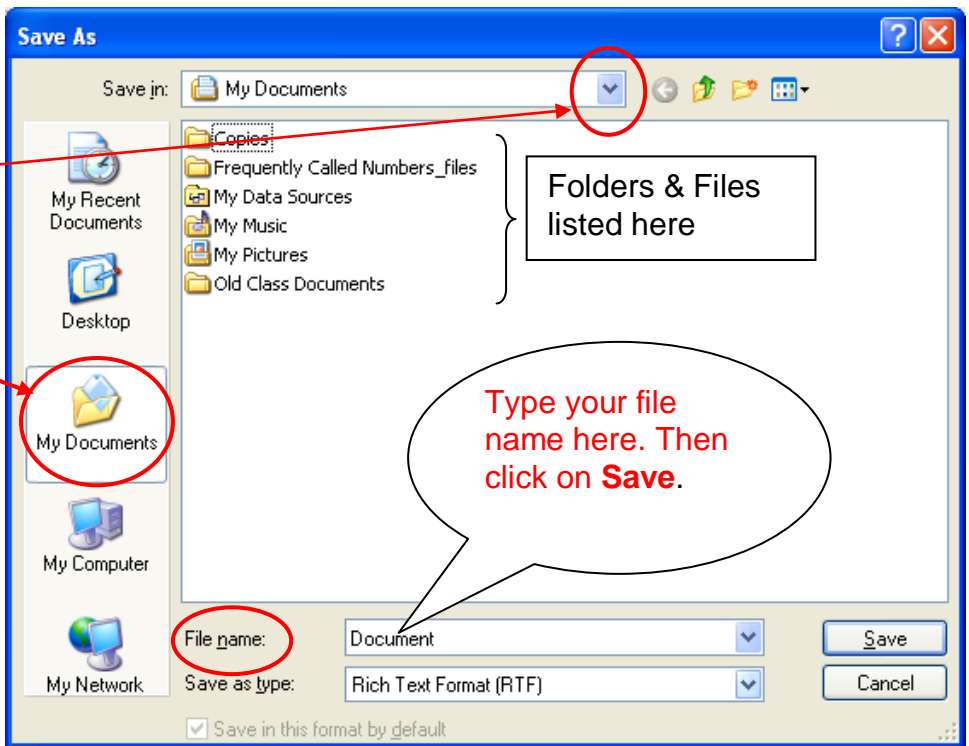 Save As
Save in:
My Documents
My Recent
Documents
Desktop
My Documents
My Computer
My Network
Copies
Frequently Called Numbers_files
My Data Sources
My Music
My Pictures
Old Class Documents
Folders & Files
listed here
Type your file
name here. Then
click on Save.
File name:
Document
Save
Save as type:
Rich Text Format (RTF)
Cancel
Save in this format by default